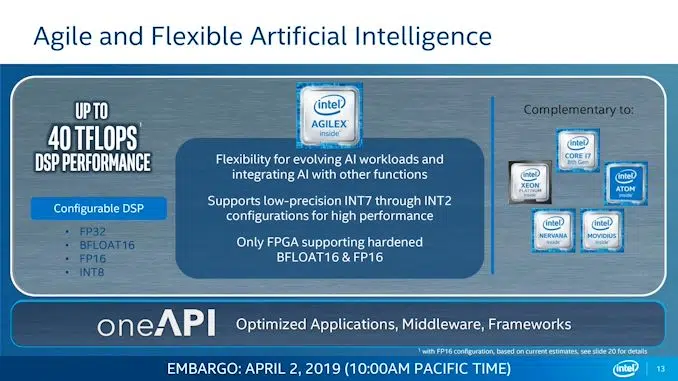 Agile and Flexible Artificial Intelligence
UP TO
40 TFLOPS¹
DSP PERFORMANCE
Configurable DSP
• FP32
• BFLOAT16
• FP16
• INT8
intel
AGILEX
inside
Flexibility for evolving AI workloads and
integrating AI with other functions
Supports low-precision INT7 through INT2
configurations for high performance
Only FPGA supporting hardened
BFLOAT16 & FP16
Complementary to:
intel
CORE i7
8th Gen
intel
XEON
PLATINUM
inside
intel
ATOM
inside
intel
NERVANA
inside
intel
MOVIDIUS
inside
oneAPI
Optimized Applications, Middleware, Frameworks
¹ with FP16 configuration, based on current estimates, see slide 20 for details
EMBARGO: APRIL 2, 2019 (10:00AM PACIFIC TIME)
intel
13